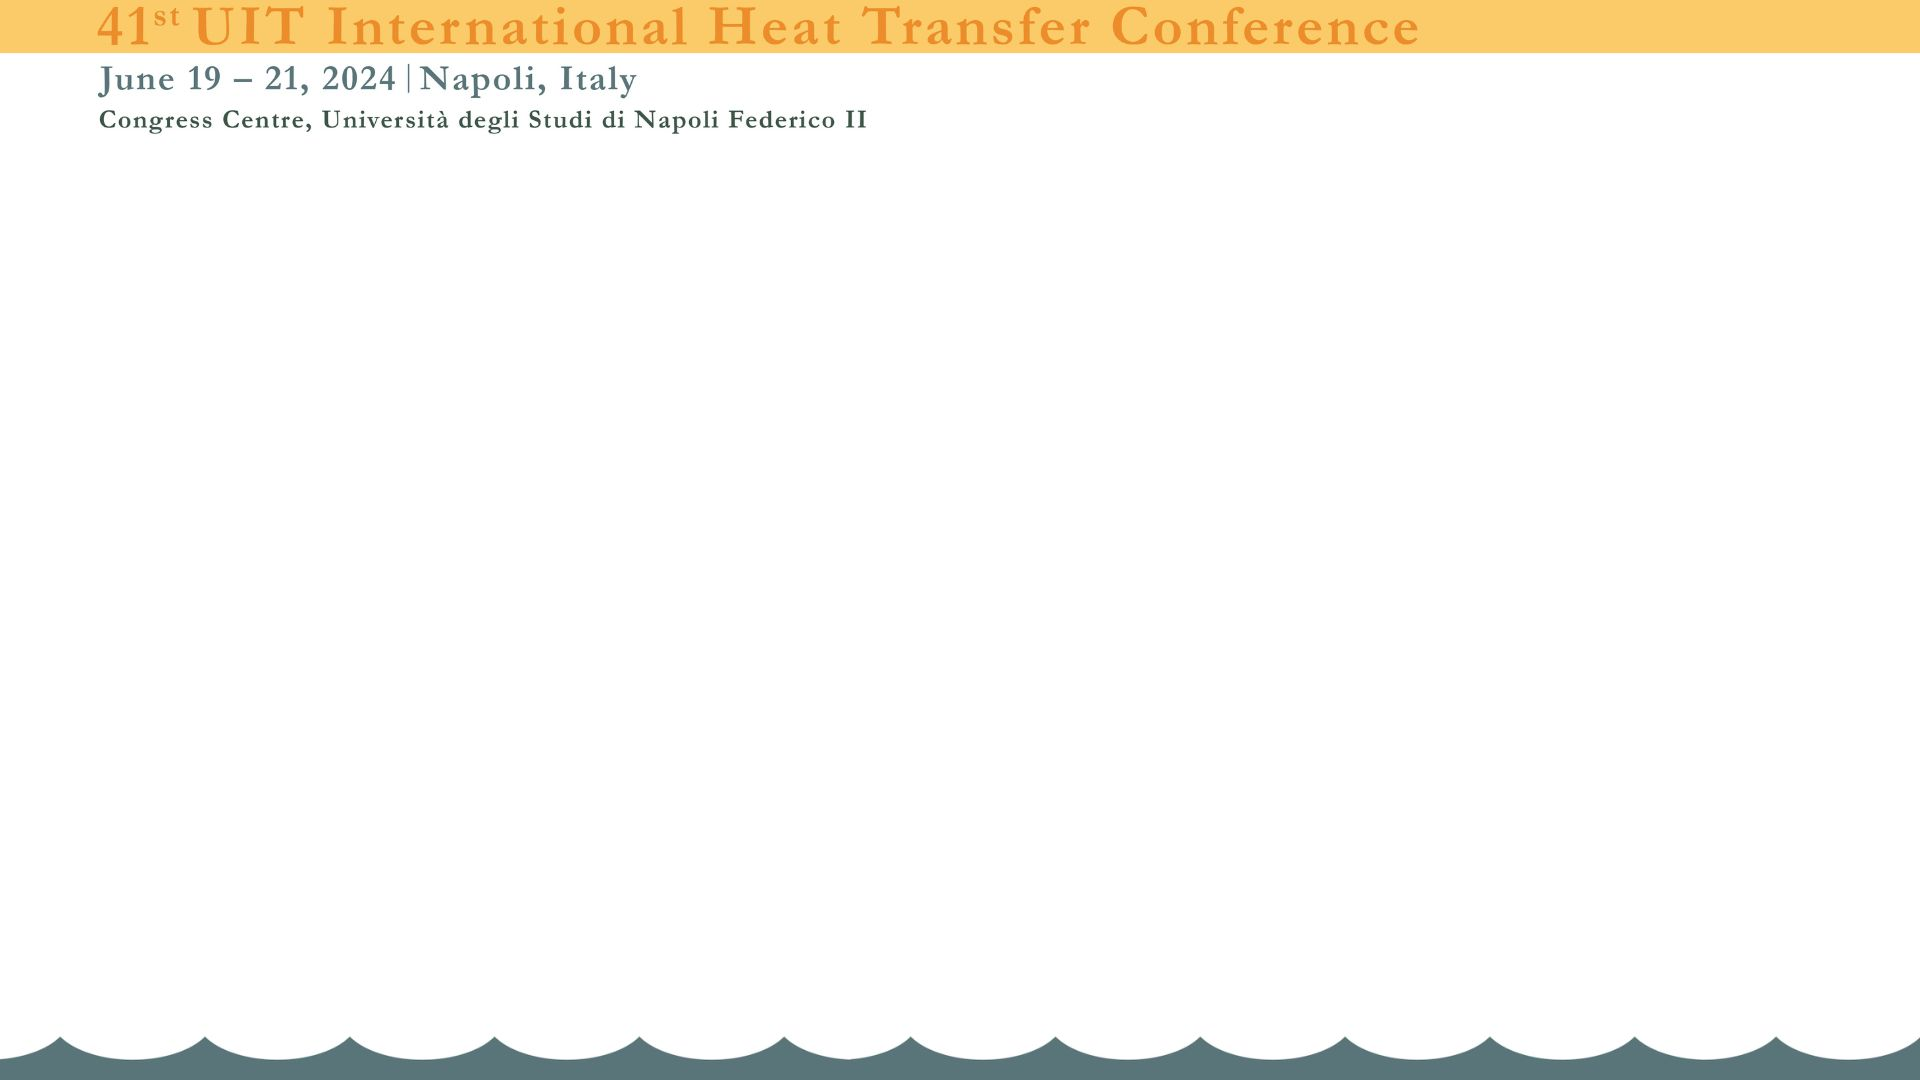 41st UIT International Heat Transfer Conference
June 19 – 21, 2024 | Napoli, Italy
Congress Centre, Università degli Studi di Napoli Federico II